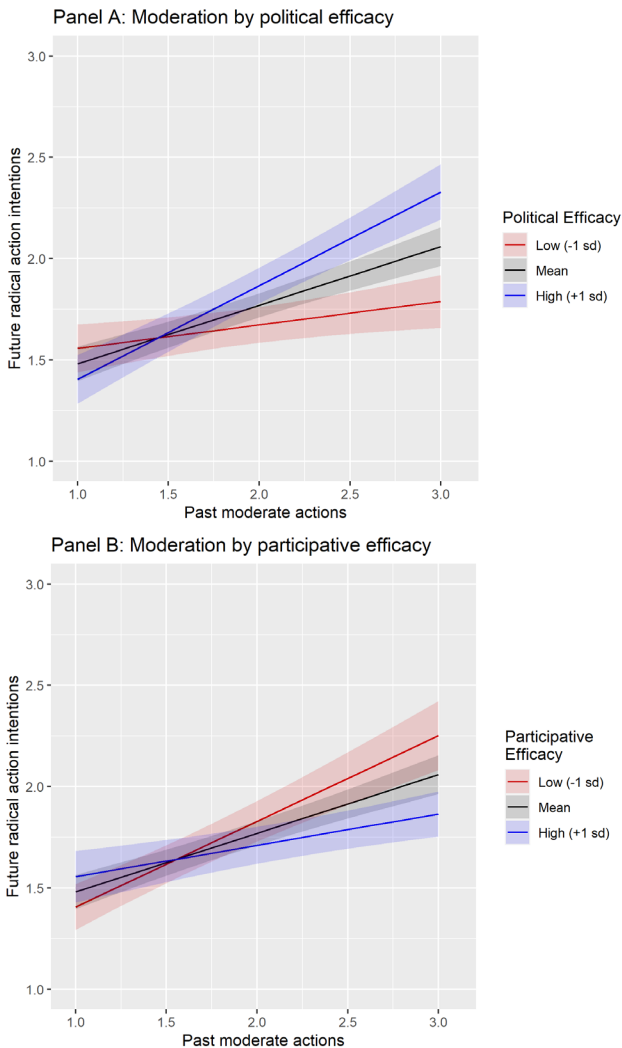 Panel A: Moderation by political efficacy
3.0
2.5
2.0
1.5
1.0
Future radical action intentions
1.0 1.5 2.0 2.5 3.0
Past moderate actions
Political Efficacy
Low (-1 sd)
Mean
High (+1 sd)
Panel B: Moderation by participative efficacy
3.0
2.5
2.0
1.5
1.0
Future radical action intentions
1.0 1.5 2.0 2.5 3.0
Past moderate actions
Participative
Efficacy
Low (-1 sd)
Mean
High (+1 sd)